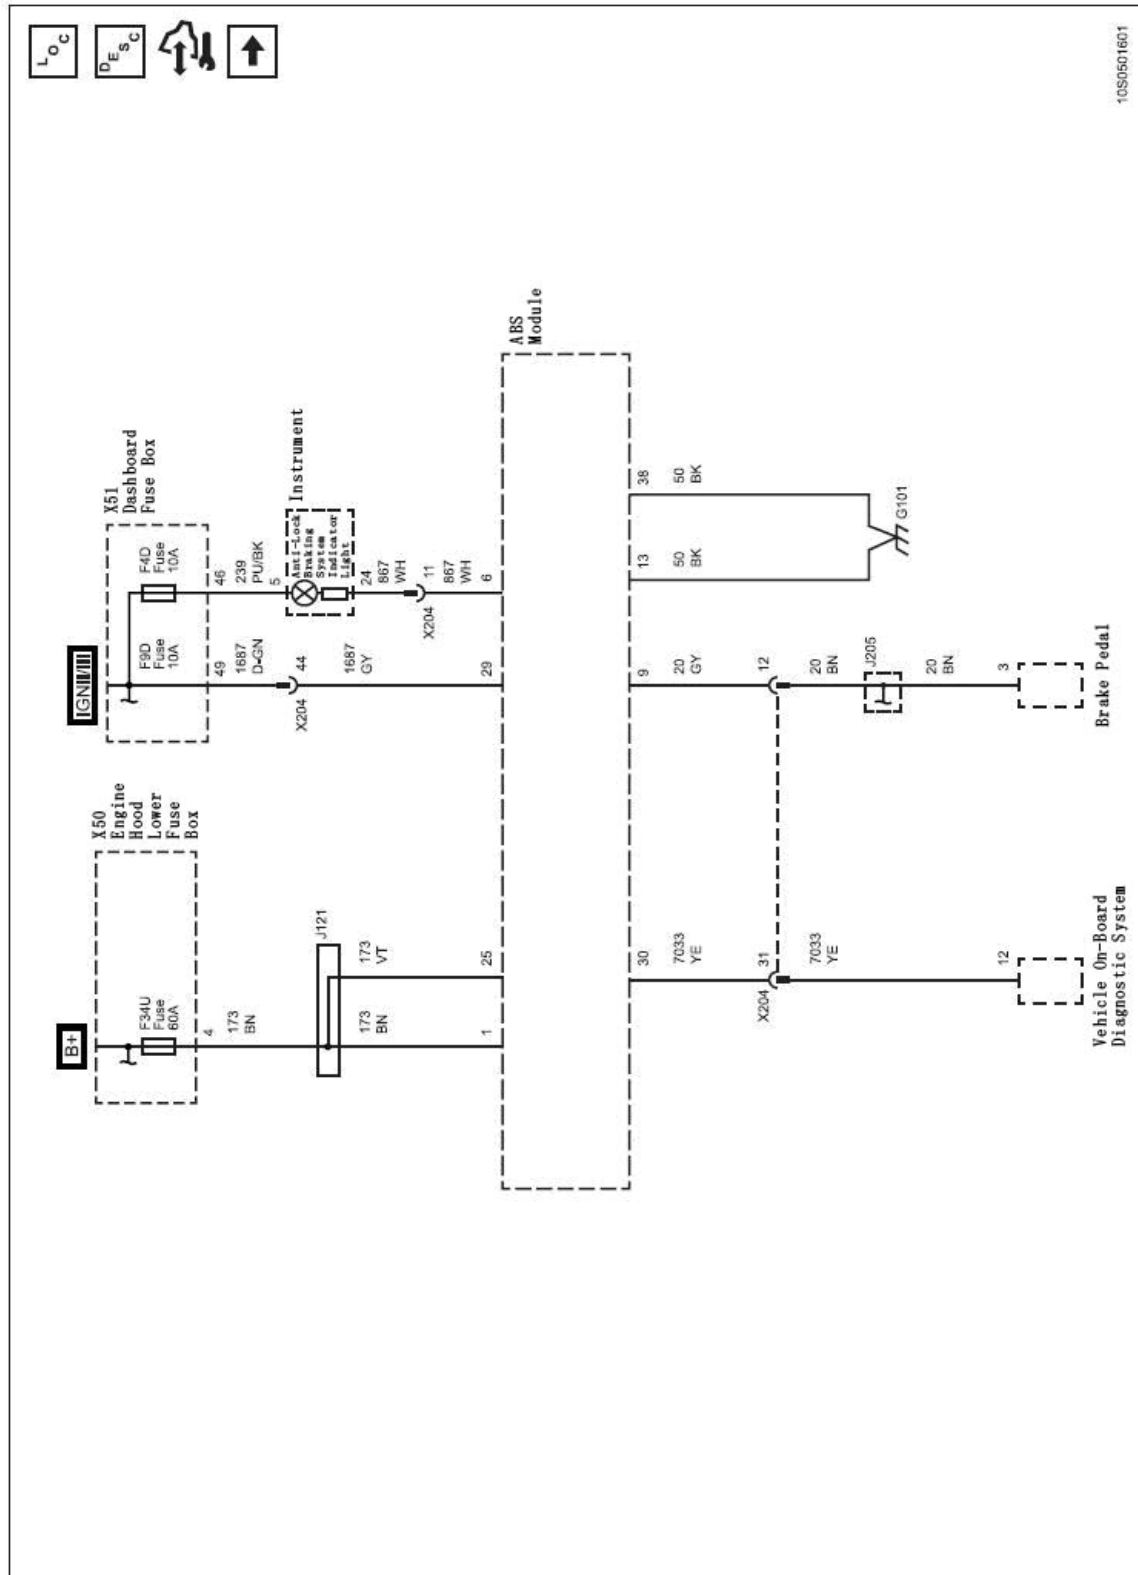 LOC
DESC
B+
IGNII/III
X50
Engine
Hood
Lower
Fuse
Box
F34U
Fuse
60A
4
173
BN
J121
173
BN
173
VT
1
25
X51
Dashboard
Fuse Box
F9D
Fuse
10A
F4D
Fuse
10A
49
46
1687
D-GN
239
PU/BK
X204
44
1687
GY
29
5
Instrument
Anti-Lock
Braking
System
Indicator
Light
24
867
WH
X204
11
867
WH
6
ABS
Module
30
7033
YE
X204
31
7033
YE
12
Vehicle On-Board
Diagnostic System
9
20
GY
12
20
BN
J205
20
BN
3
Brake Pedal
13
50
BK
38
50
BK
G101
10S0501601